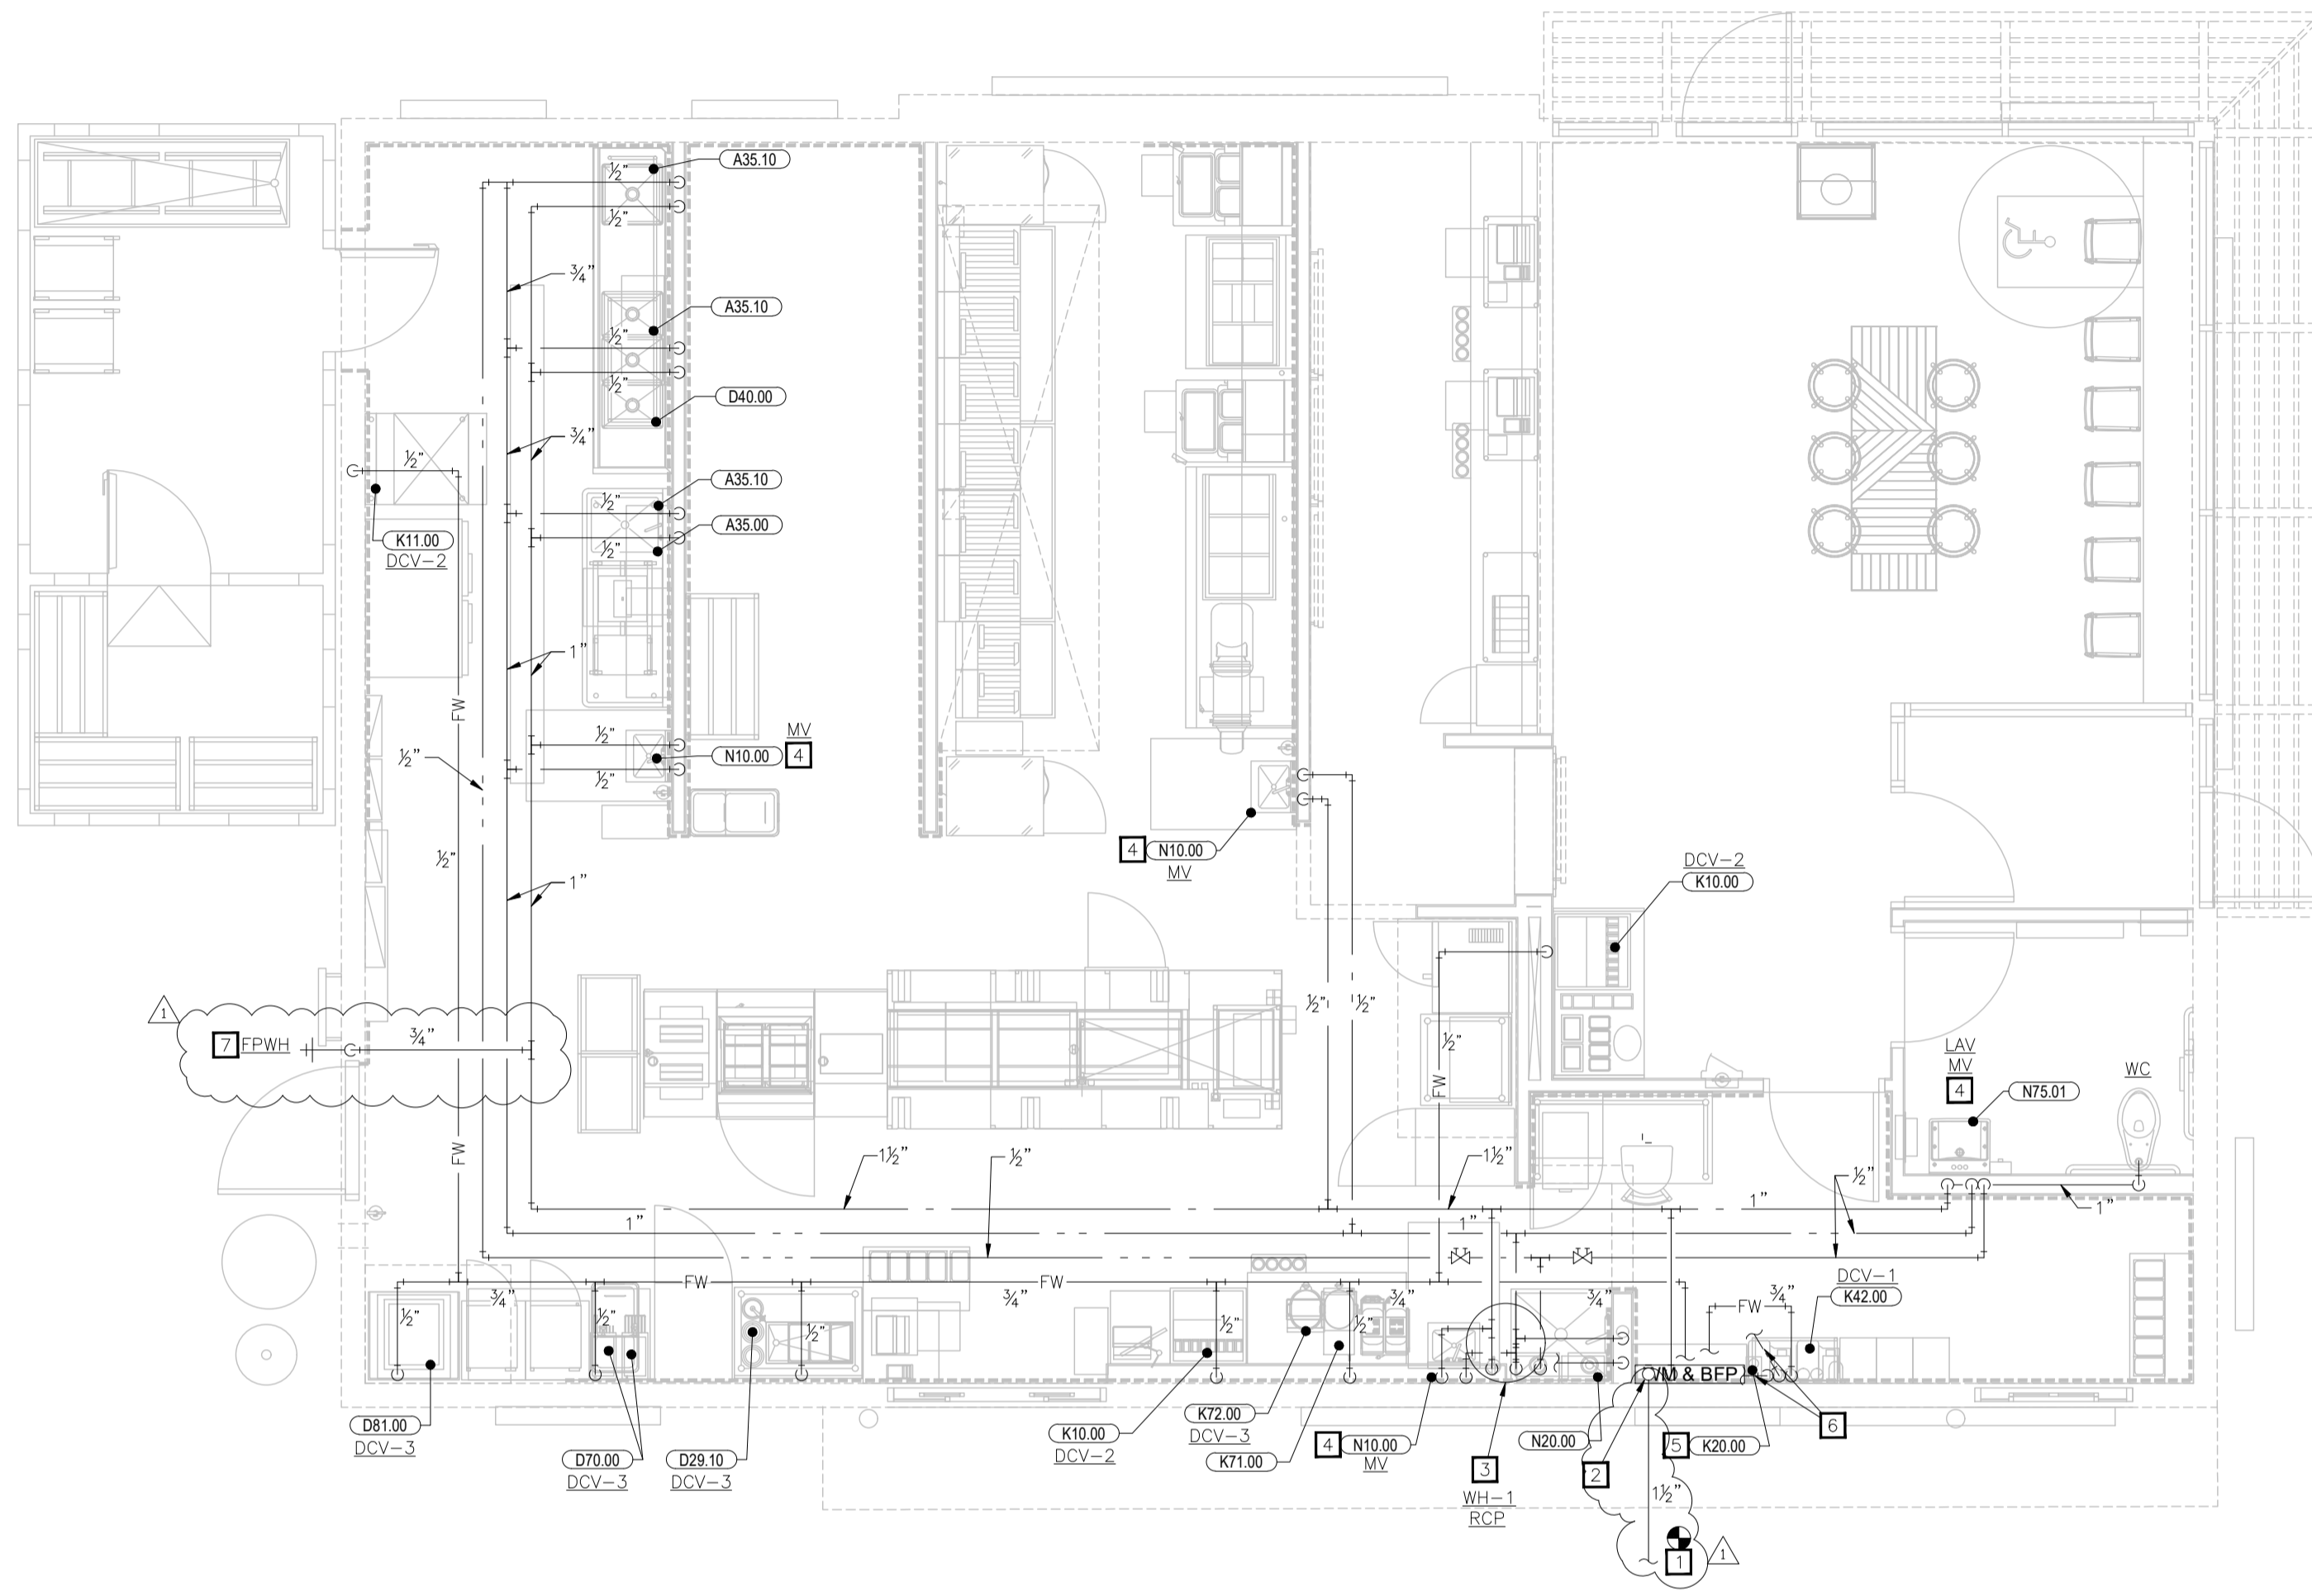 A35.10
½"
½"
¾"
A35.10
½"
½"
D40.00
¾"
½"
K11.00
DCV-2
A35.10
½"
A35.00
½"
1"
FW
½"
MV
½"
N10.00
4
½"
4
N10.00
MV
DCV-2
K10.00
½"
1"
1
7
FPWH
¾"
½"
½"
½"
FW
LAV
MV
4
WC
N75.01
FW
1½"
½"
1½"
½"
1"
1"
1"
1"
FW
FW
FW
DCV-1
K42.00
¾"
¾"
¾"
¾"
¾"
½"
½"
½"
½"
½"
WM & BFP
D81.00
DCV-3
D70.00
DCV-3
D29.10
DCV-3
K10.00
DCV-2
K72.00
DCV-3
K71.00
4
N10.00
MV
3
WH-1
RCP
N20.00
2
5
K20.00
6
1½"
1
1